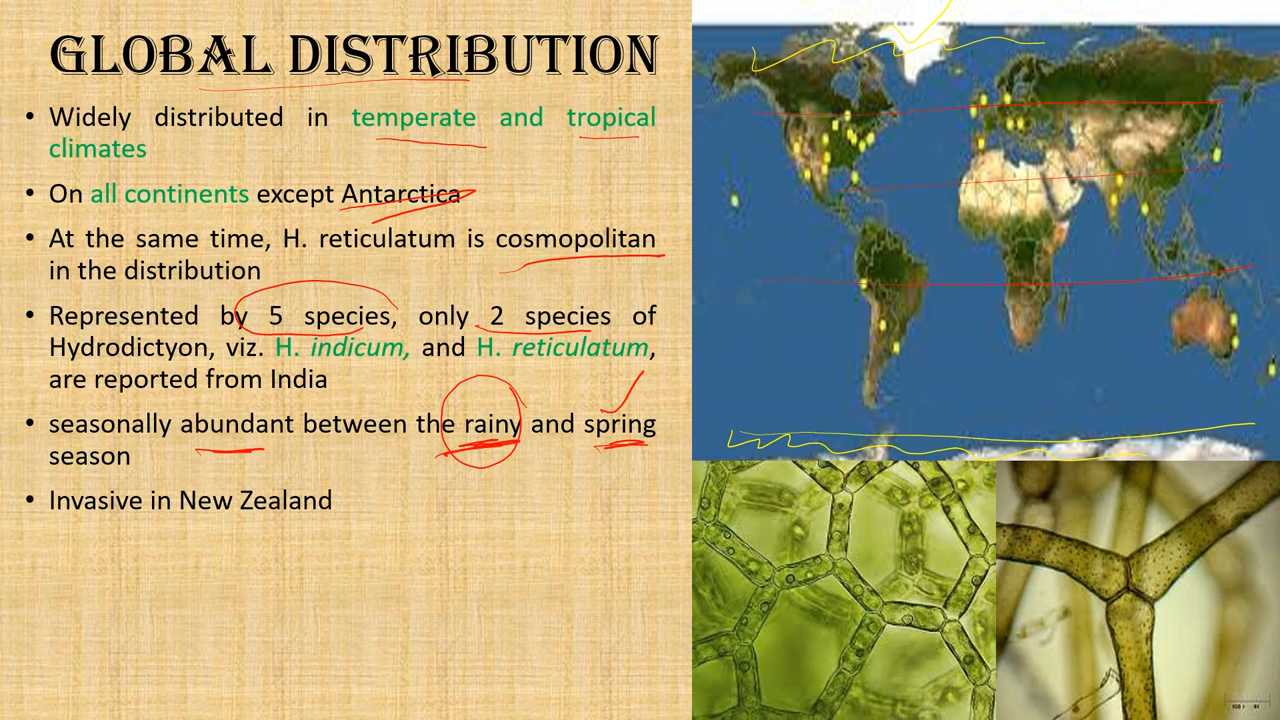 GLOBAL DISTRIBUTION
• Widely distributed in temperate and tropical
climates
• On all continents except Antarctica
• At the same time, H. reticulatum is cosmopolitan
in the distribution
• Represented by 5 species, only 2 species of
Hydrodictyon, viz. H. indicum, and H. reticulatum,
are reported from India
• seasonally abundant between the rainy and spring
season
• Invasive in New Zealand